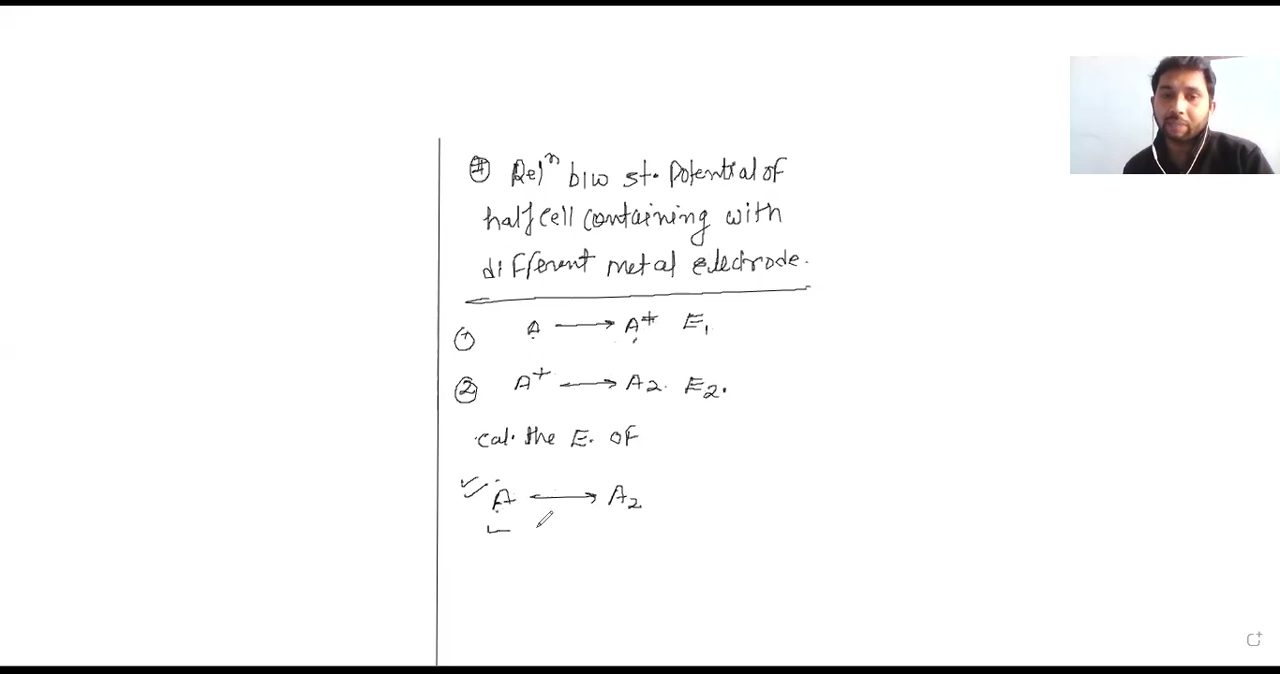 # Relⁿ b/w st. Potential of
half cell containing with
different metal electrode.
① A ⟶ A⁺ E₁
② A⁺ ⟶ A2. E2.
cal. the E. of
A ⟷ A₂